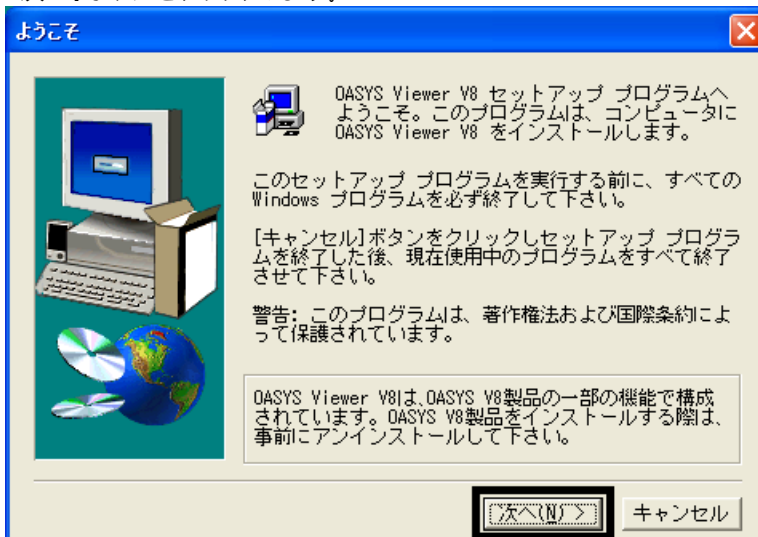 ようこそ
OASYS Viewer V8 セットアップ プログラムへ
ようこそ。このプログラムは、コンピュータに
OASYS Viewer V8 をインストールします。
このセットアップ プログラムを実行する前に、すべての
Windows プログラムを必ず終了して下さい。
[キャンセル]ボタンをクリックしセットアップ プログラ
ムを終了した後、現在使用中のプログラムをすべて終了
させて下さい。
警告: このプログラムは、著作権法および国際条約によ
って保護されています。
OASYS Viewer V8は、OASYS V8製品の一部の機能で構成
されています。OASYS V8製品をインストールする際は、
事前にアンインストールして下さい。
次へ(N) >
キャンセル